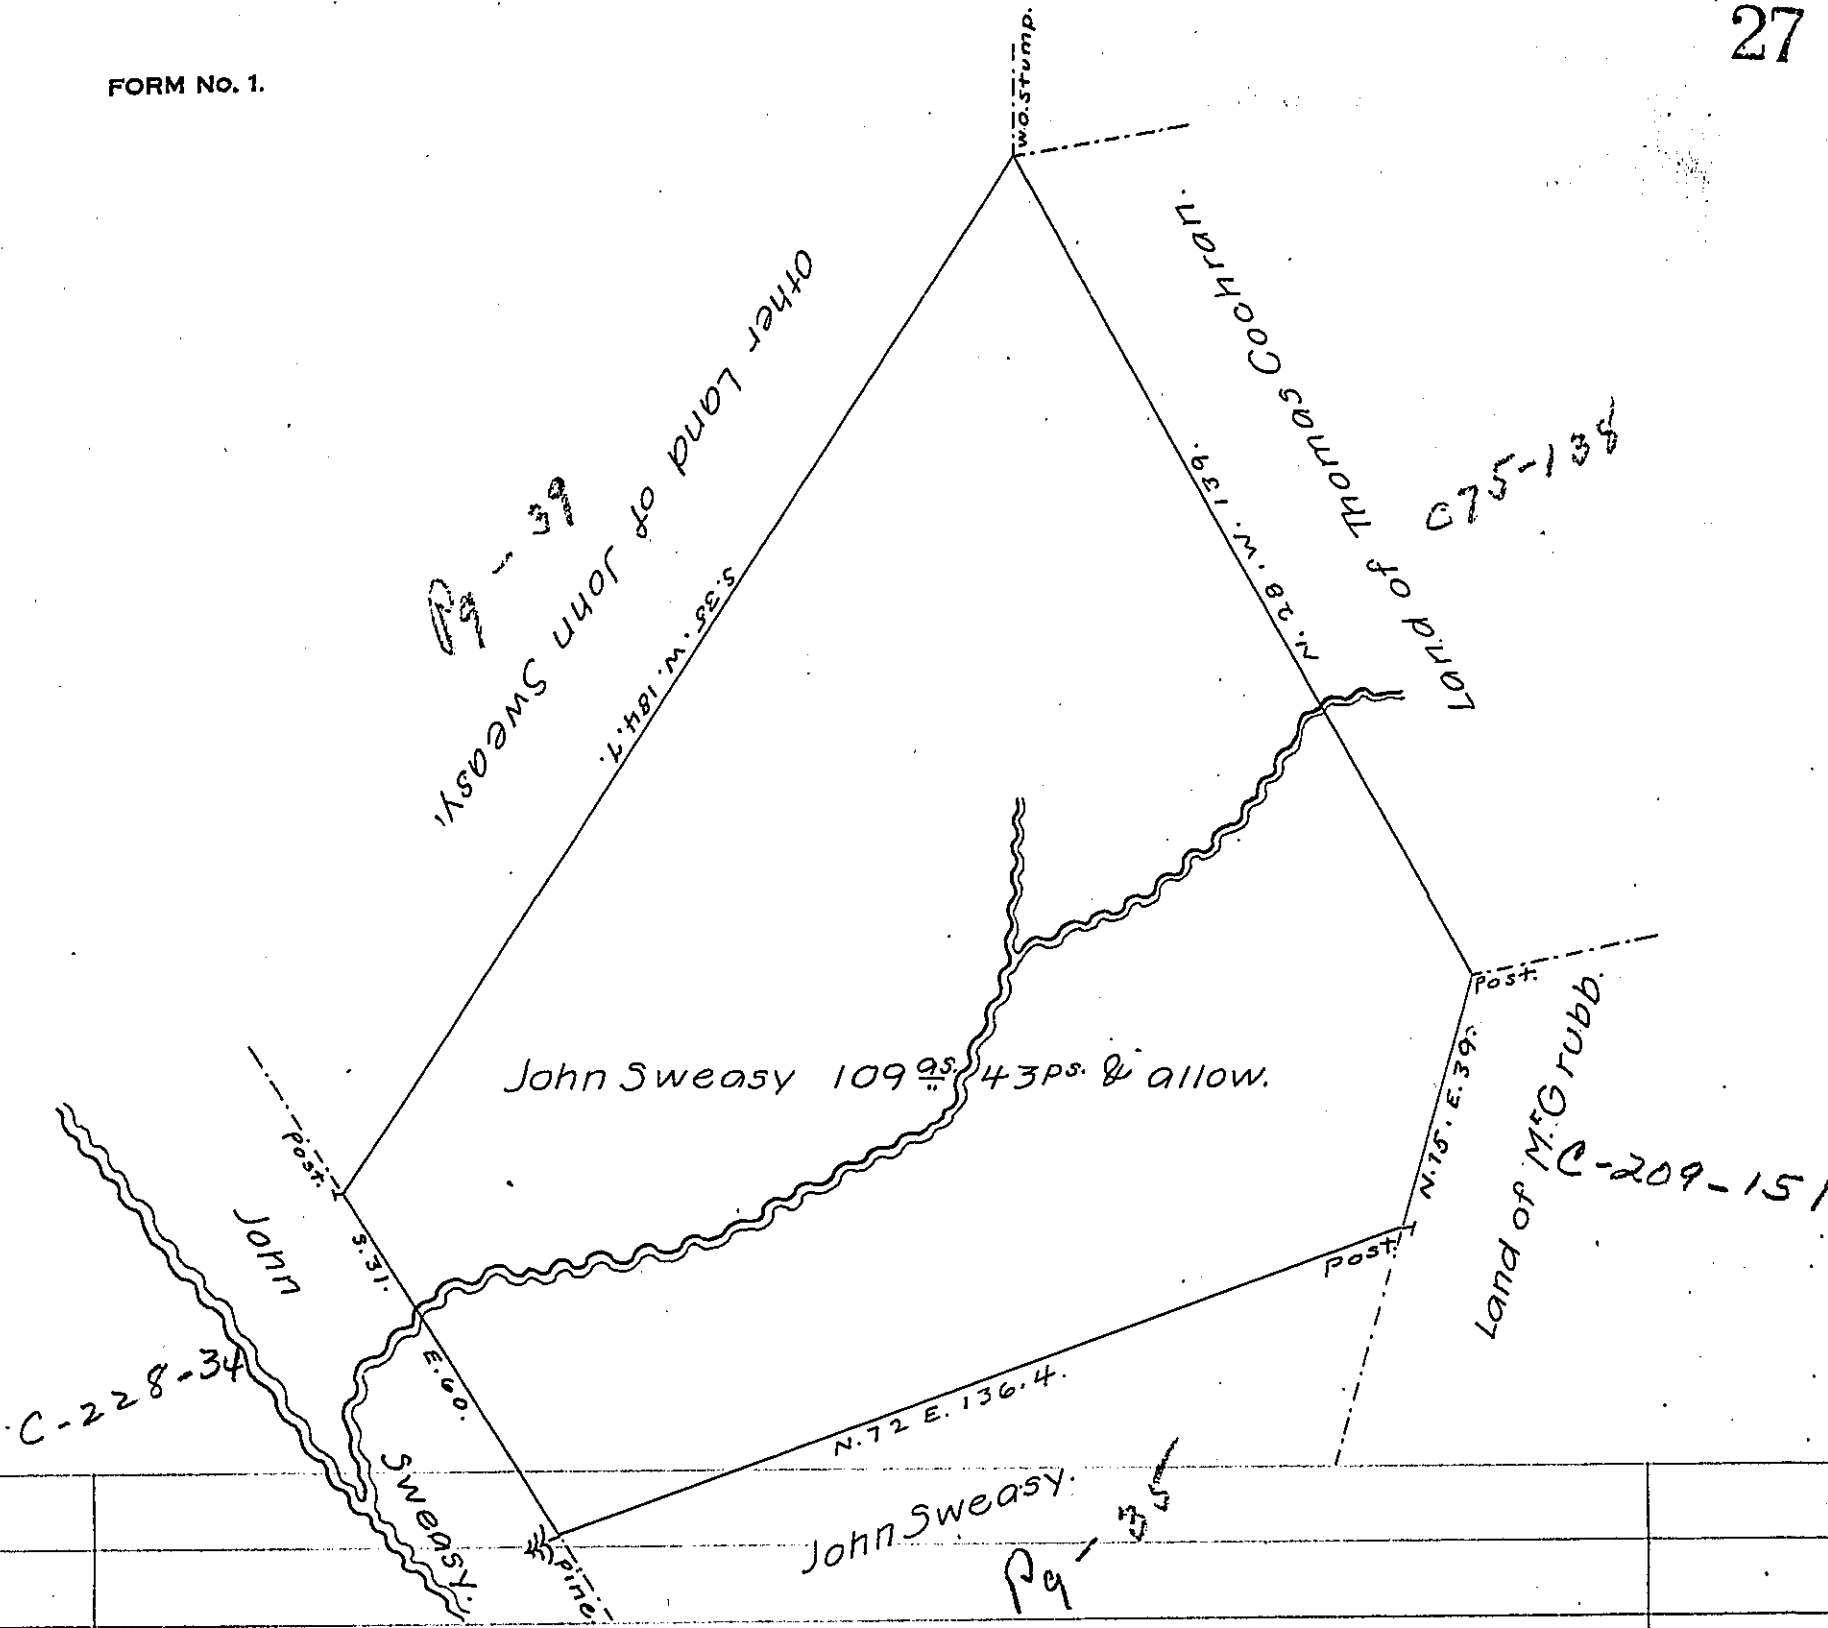 27
FORM No. 1.
W.O. stump.
Other Land of John Sweasy,
Pg - 39
S. 35. W. 184.7.
Land of Thomas Cochran.
N. 28. W. 139.
C75-138
Post.
John Sweasy 109 as. 43 ps. & allow.
N. 15. E. 39.
Land of Mr. Grubb.
C-209-151
Post.
Post.
S. 31. E. 60.
John Sweasy.
C-228-34
N. 72 E. 136.4.
John Sweasy.
Pg - 35
Pine.